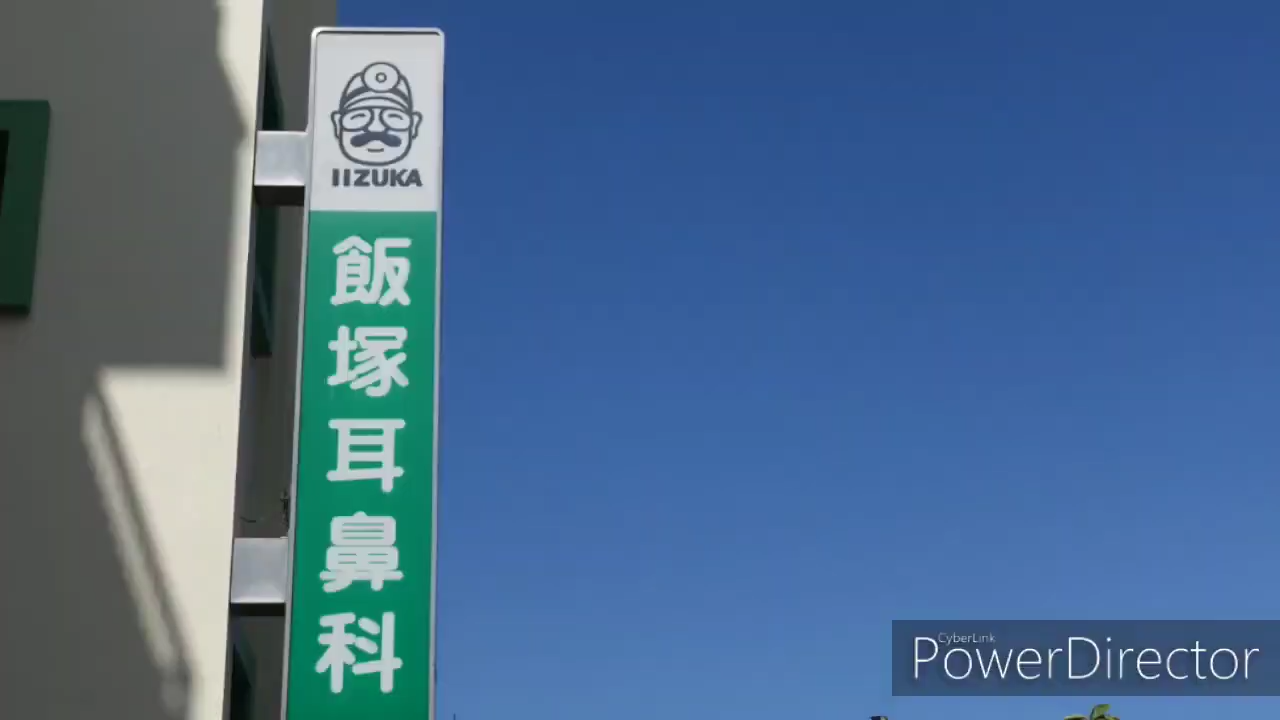 IIZUKA
飯塚耳鼻科
CyberLink
PowerDirector